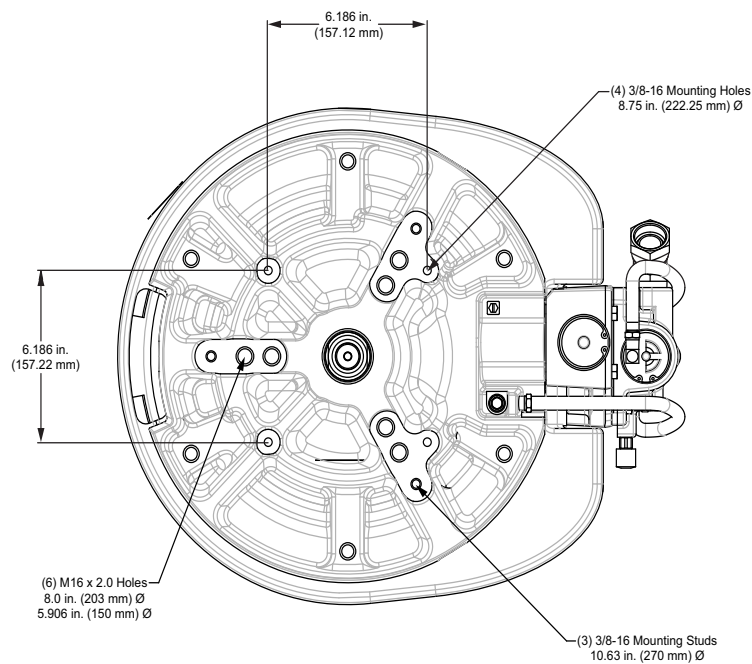 6.186 in.
(157.12 mm)
(4) 3/8-16 Mounting Holes
8.75 in. (222.25 mm) Ø
6.186 in.
(157.22 mm)
(6) M16 x 2.0 Holes
8.0 in. (203 mm) Ø
5.906 in. (150 mm) Ø
(3) 3/8-16 Mounting Studs
10.63 in. (270 mm) Ø